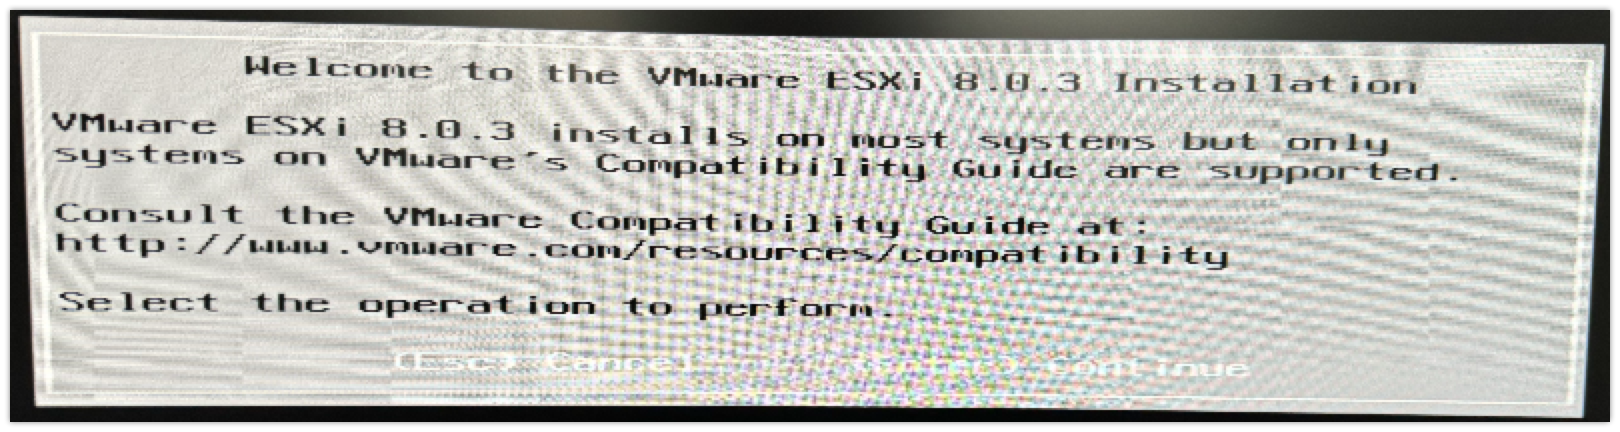 Welcome to the VMware ESXi 8.0.3 Installation
VMware ESXi 8.0.3 installs on most systems but only
systems on VMware's Compatibility Guide are supported.
Consult the VMware Compatibility Guide at:
http://www.vmware.com/resources/compatibility
Select the operation to perform.
(Esc) Cancel (Enter) Continue